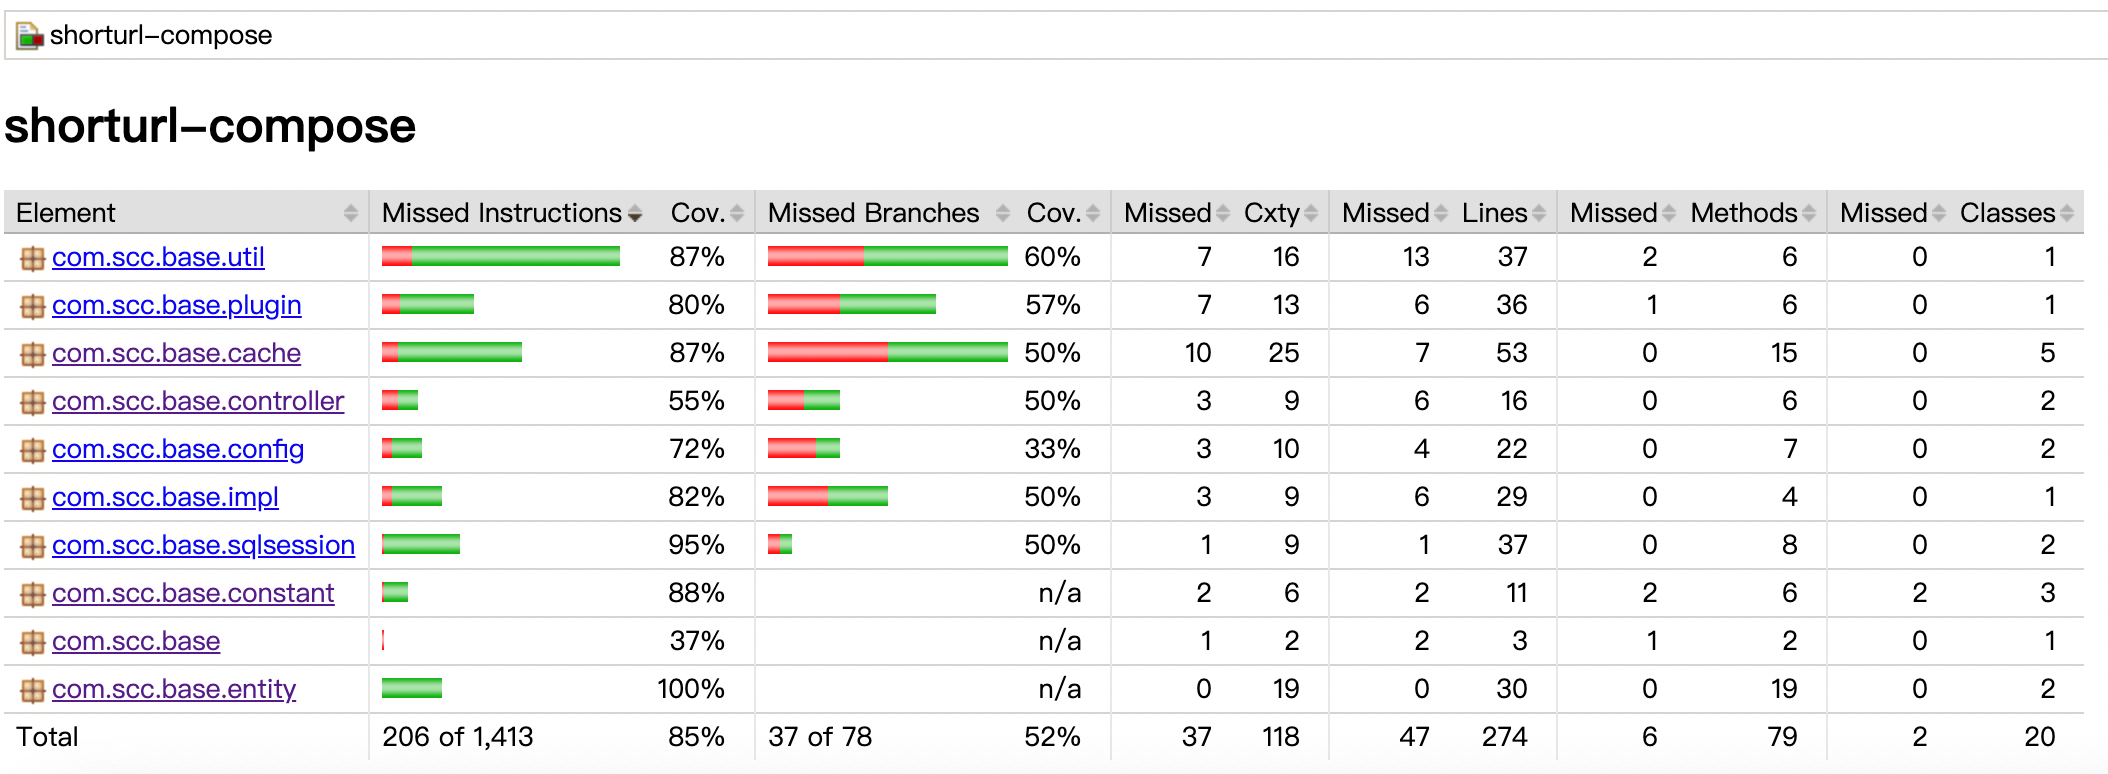 shorturl-compose
shorturl-compose
Element Missed Instructions Cov. Missed Branches Cov. Missed Cxty Missed Lines Missed Methods Missed Classes
com.scc.base.util 87% 60% 7 16 13 37 2 6 0 1
com.scc.base.plugin 80% 57% 7 13 6 36 1 6 0 1
com.scc.base.cache 87% 50% 10 25 7 53 0 15 0 5
com.scc.base.controller 55% 50% 3 9 6 16 0 6 0 2
com.scc.base.config 72% 33% 3 10 4 22 0 7 0 2
com.scc.base.impl 82% 50% 3 9 6 29 0 4 0 1
com.scc.base.sqlsession 95% 50% 1 9 1 37 0 8 0 2
com.scc.base.constant 88% n/a 2 6 2 11 2 6 2 3
com.scc.base 37% n/a 1 2 2 3 1 2 0 1
com.scc.base.entity 100% n/a 0 19 0 30 0 19 0 2
Total 206 of 1,413 85% 37 of 78 52% 37 118 47 274 6 79 2 20